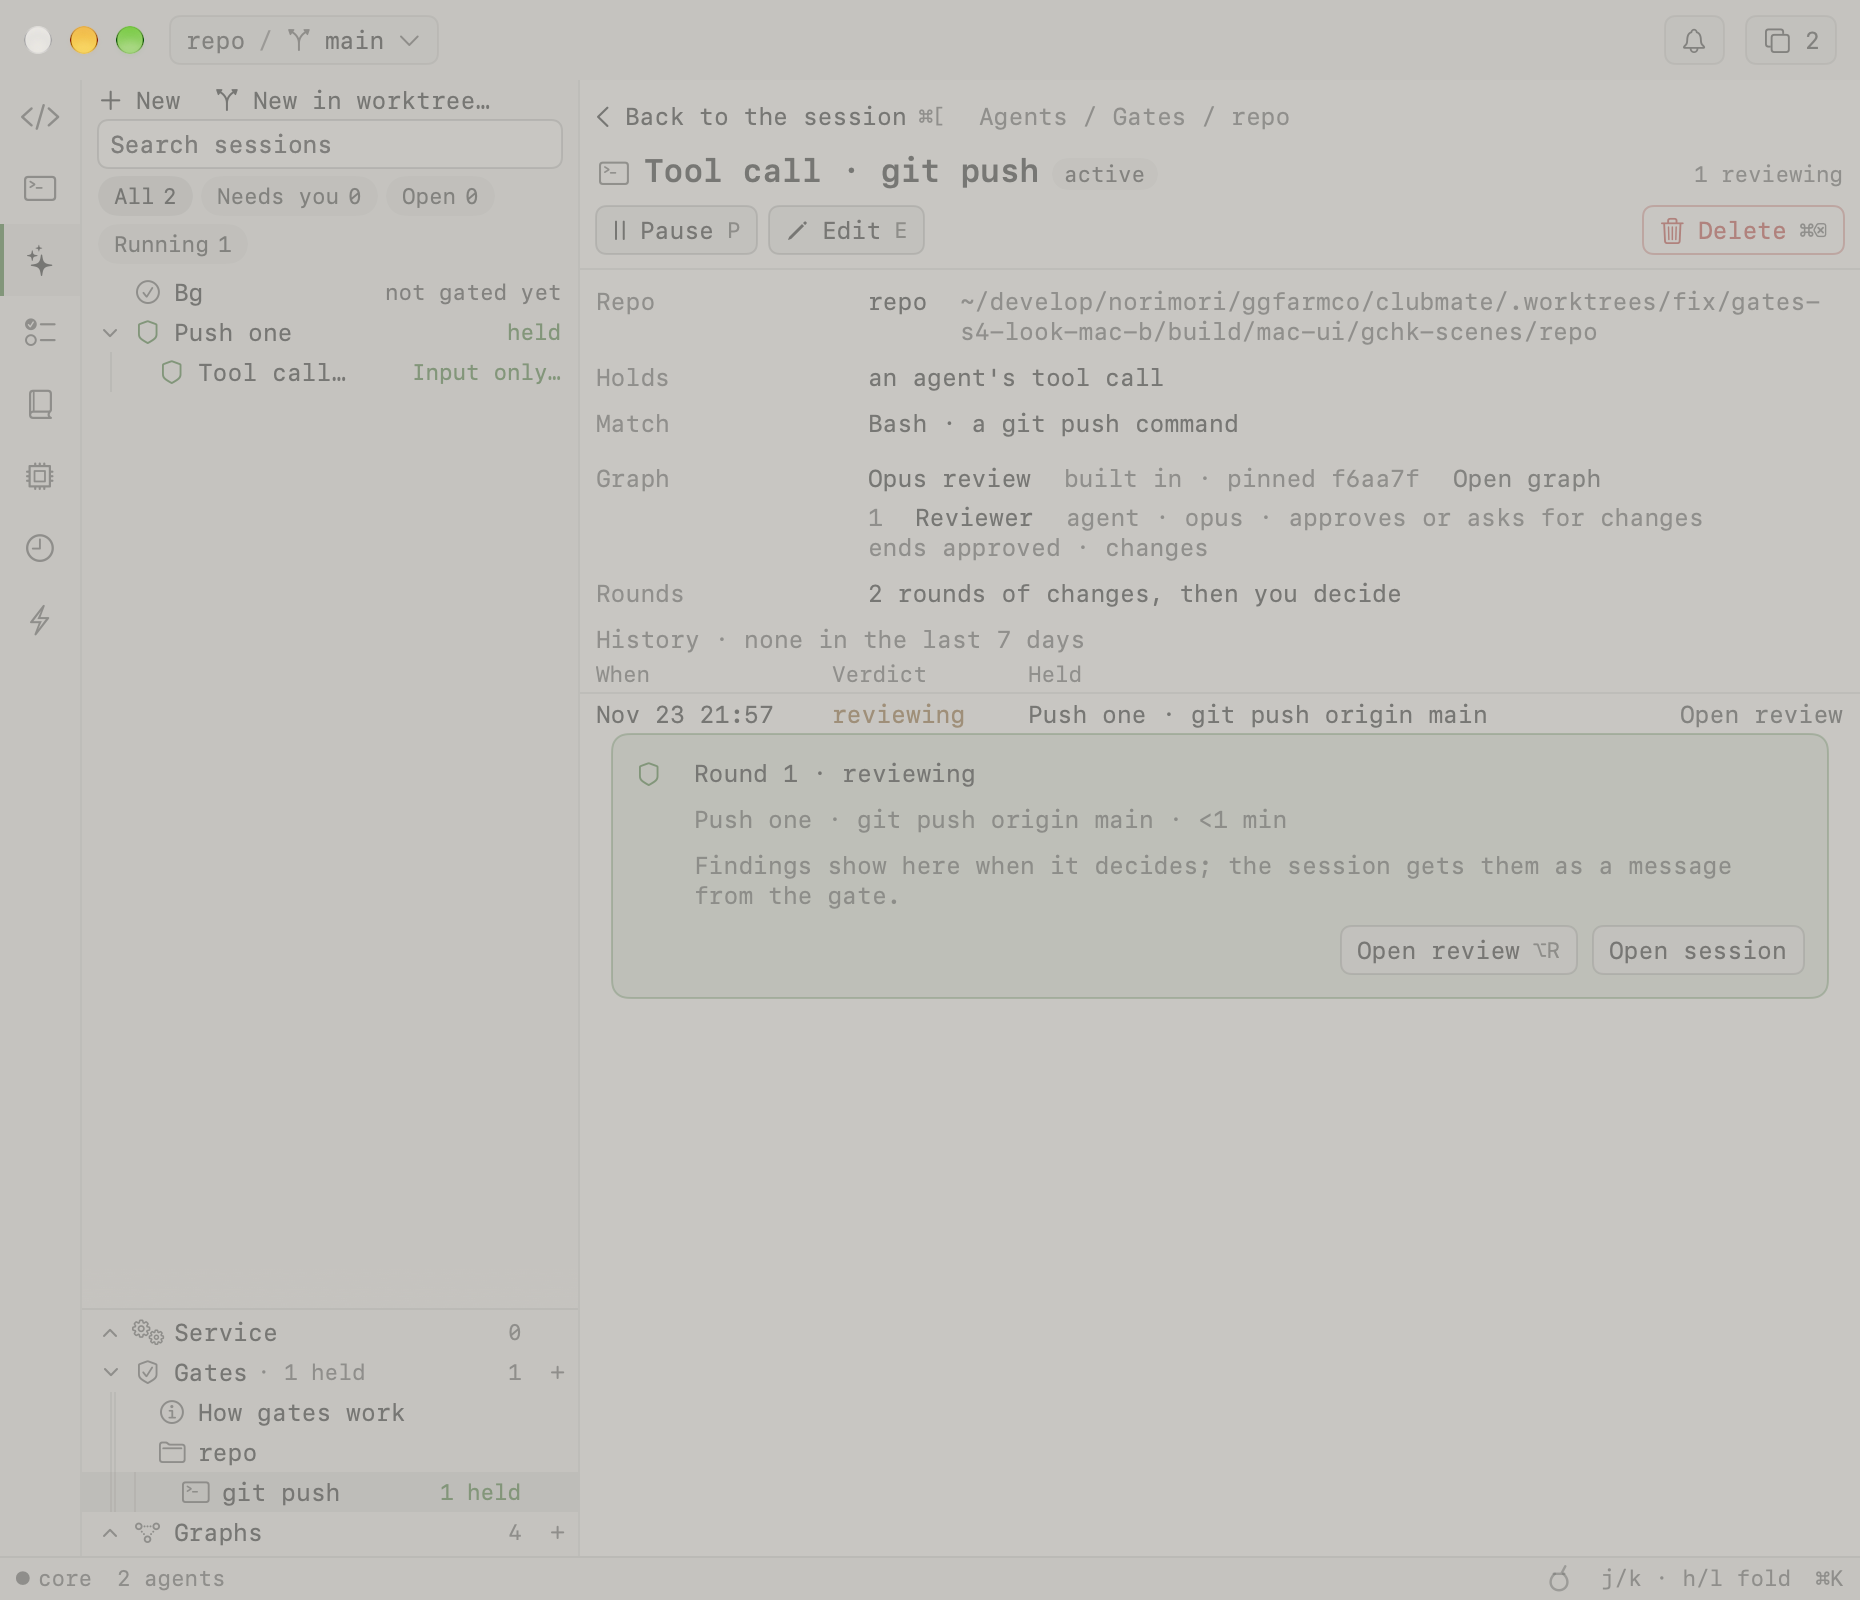 repo / main
2
New New in worktree…
Search sessions
All 2 Needs you 0 Open 0
Running 1
Bg not gated yet
Push one held
Tool call… Input only…
Back to the session ⌘[ Agents / Gates / repo
Tool call · git push active 1 reviewing
Pause P Edit E Delete ⌘⌫
Repo repo ~/develop/norimori/ggfarmco/clubmate/.worktrees/fix/gates-
s4-look-mac-b/build/mac-ui/gchk-scenes/repo
Holds an agent's tool call
Match Bash · a git push command
Graph Opus review built in · pinned f6aa7f Open graph
1 Reviewer agent · opus · approves or asks for changes
ends approved · changes
Rounds 2 rounds of changes, then you decide
History · none in the last 7 days
When Verdict Held
Nov 23 21:57 reviewing Push one · git push origin main Open review
Round 1 · reviewing
Push one · git push origin main · <1 min
Findings show here when it decides; the session gets them as a message
from the gate.
Open review ⌥R Open session
Service 0
Gates · 1 held 1 +
How gates work
repo
git push 1 held
Graphs 4 +
core 2 agents j/k · h/l fold ⌘K